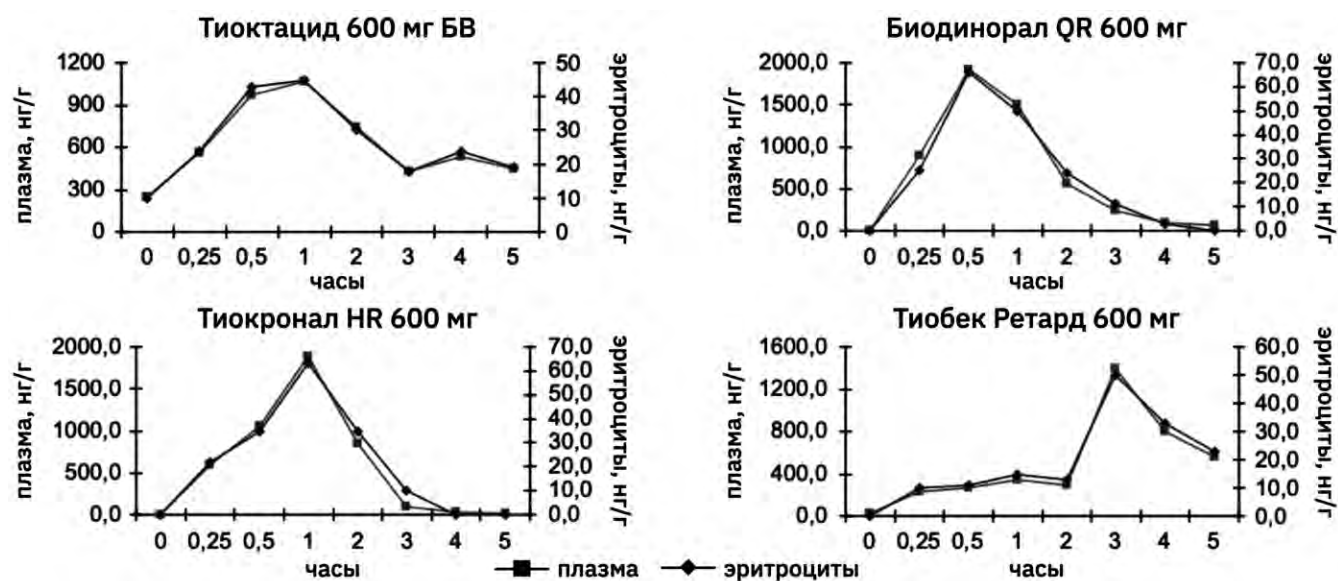 Тиоктацид 600 мг БВ
плазма, нг/г
1200
900
600
300
0
50
40
30
20
10
0
эритроциты, нг/г
0 0,25 0,5 1 2 3 4 5
часы
Биодинорал QR 600 мг
плазма, нг/г
2000,0
1500,0
1000,0
500,0
0,0
70,0
60,0
50,0
40,0
30,0
20,0
10,0
0,0
эритроциты, нг/г
0 0,25 0,5 1 2 3 4 5
часы
Тиокронал HR 600 мг
плазма, нг/г
2000,0
1500,0
1000,0
500,0
0,0
70,0
60,0
50,0
40,0
30,0
20,0
10,0
0,0
эритроциты, нг/г
0 0,25 0,5 1 2 3 4 5
часы
Тиобек Ретард 600 мг
плазма, нг/г
1600,0
1200,0
800,0
400,0
0,0
60,0
50,0
40,0
30,0
20,0
10,0
0,0
эритроциты, нг/г
0 0,25 0,5 1 2 3 4 5
часы
плазма эритроциты